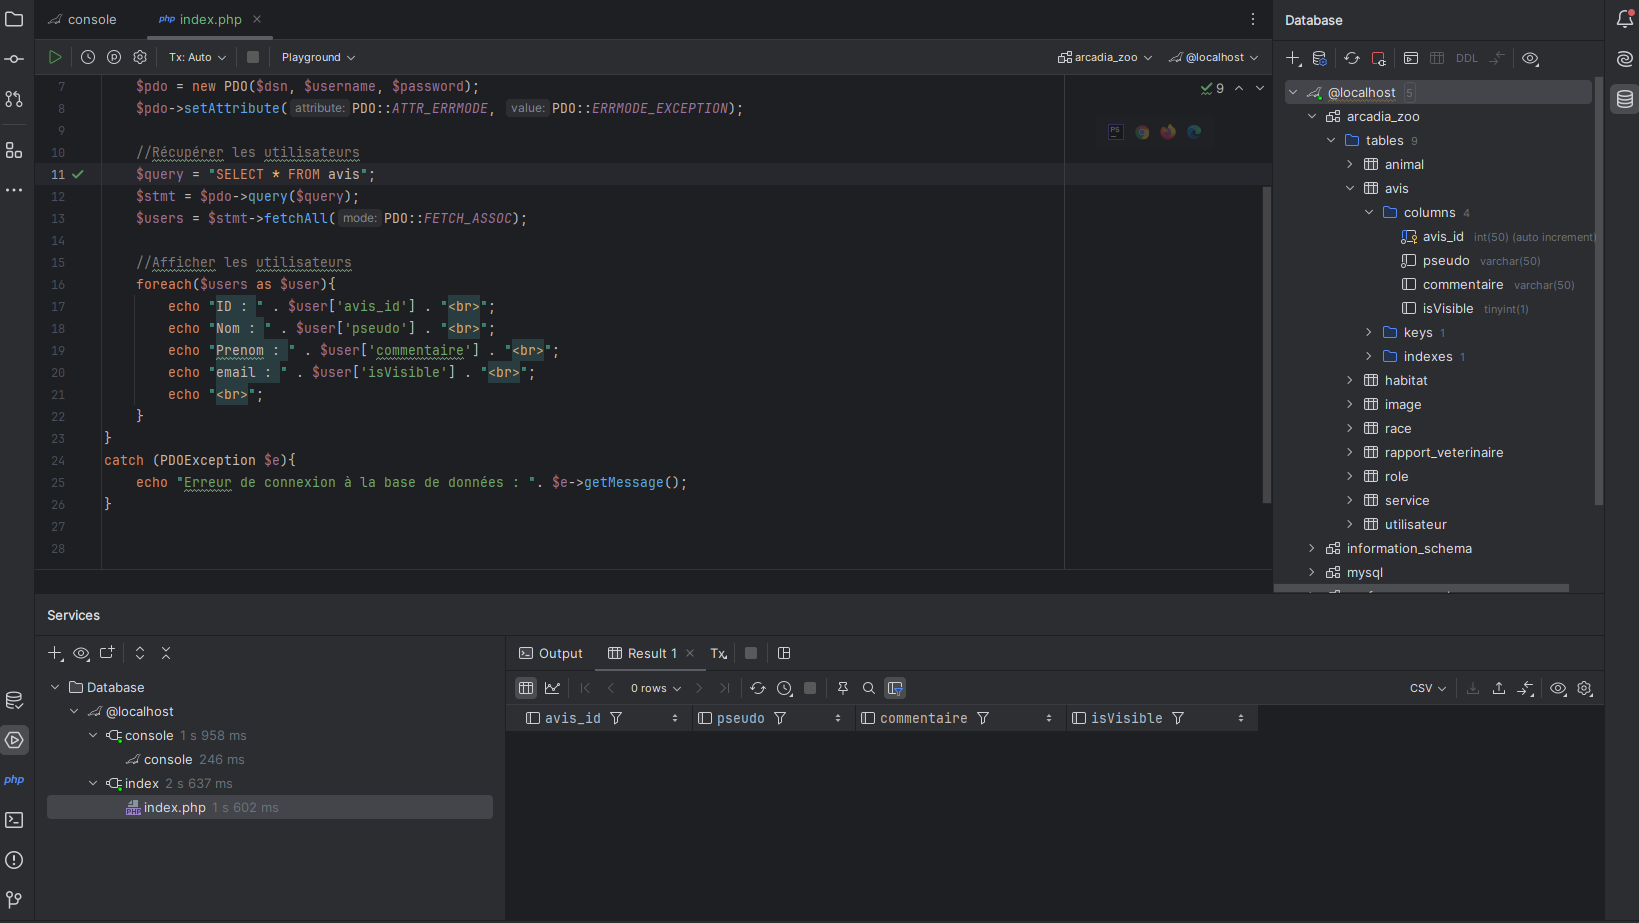 console
php index.php
Tx: Auto
Playground
arcadia_zoo
@localhost
9
7 $pdo = new PDO($dsn, $username, $password);
8 $pdo->setAttribute( attribute: PDO::ATTR_ERRMODE, value: PDO::ERRMODE_EXCEPTION);
9
10 //Récupérer les utilisateurs
11 $query = "SELECT * FROM avis";
12 $stmt = $pdo->query($query);
13 $users = $stmt->fetchAll( mode: PDO::FETCH_ASSOC);
14
15 //Afficher les utilisateurs
16 foreach($users as $user){
17 echo "ID : " . $user['avis_id'] . "<br>";
18 echo "Nom : " . $user['pseudo'] . "<br>";
19 echo "Prenom : " . $user['commentaire'] . "<br>";
20 echo "email : " . $user['isVisible'] . "<br>";
21 echo "<br>";
22 }
23 }
24 catch (PDOException $e){
25 echo "Erreur de connexion à la base de données : ". $e->getMessage();
26 }
27
28
PS
Database
DDL
@localhost 5
arcadia_zoo
tables 9
animal
avis
columns 4
avis_id int(50) (auto increment)
pseudo varchar(50)
commentaire varchar(50)
isVisible tinyint(1)
keys 1
indexes 1
habitat
image
race
rapport_veterinaire
role
service
utilisateur
information_schema
mysql
php
Services
Database
@localhost
console 1 s 958 ms
console 246 ms
index 2 s 637 ms
PHP index.php 1 s 602 ms
Output
Result 1
Tx
0 rows
CSV
avis_id
pseudo
commentaire
isVisible